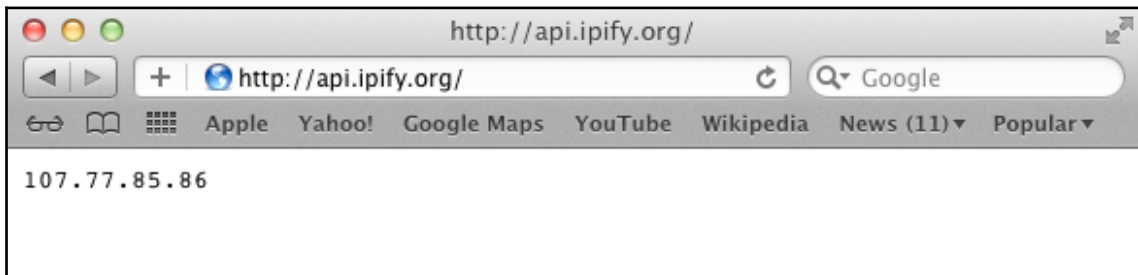 http://api.ipify.org/
http://api.ipify.org/ Google
Apple Yahoo! Google Maps YouTube Wikipedia News (11) Popular
107.77.85.86